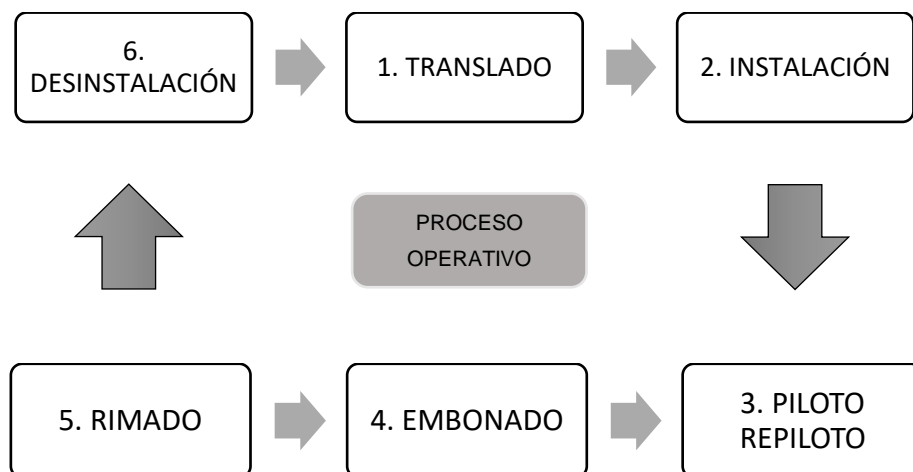 6.
DESINSTALACIÓN
1. TRANSLADO
2. INSTALACIÓN
PROCESO
OPERATIVO
5. RIMADO
4. EMBONADO
3. PILOTO
REPILOTO